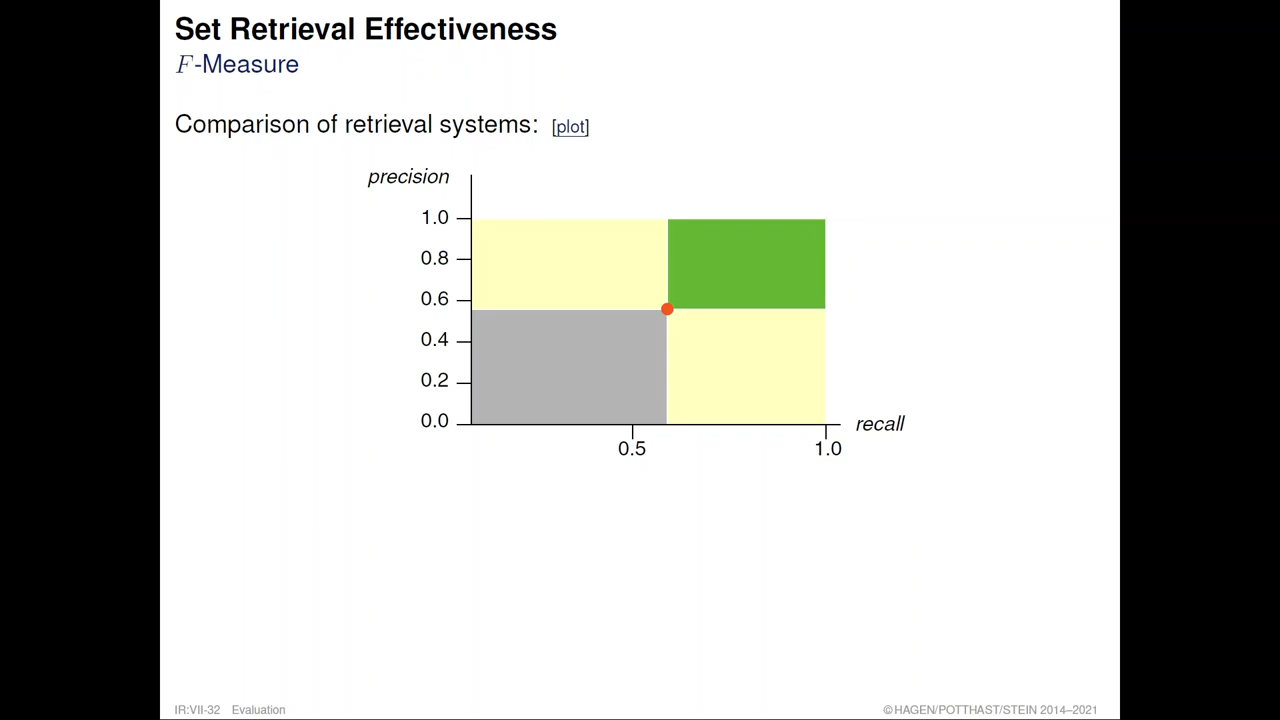 Set Retrieval Effectiveness
F-Measure
Comparison of retrieval systems: [plot]
precision
1.0
0.8
0.6
0.4
0.2
0.0
recall
0.5 1.0
IR:VII-32 Evaluation ©HAGEN/POTTHAST/STEIN 2014–2021